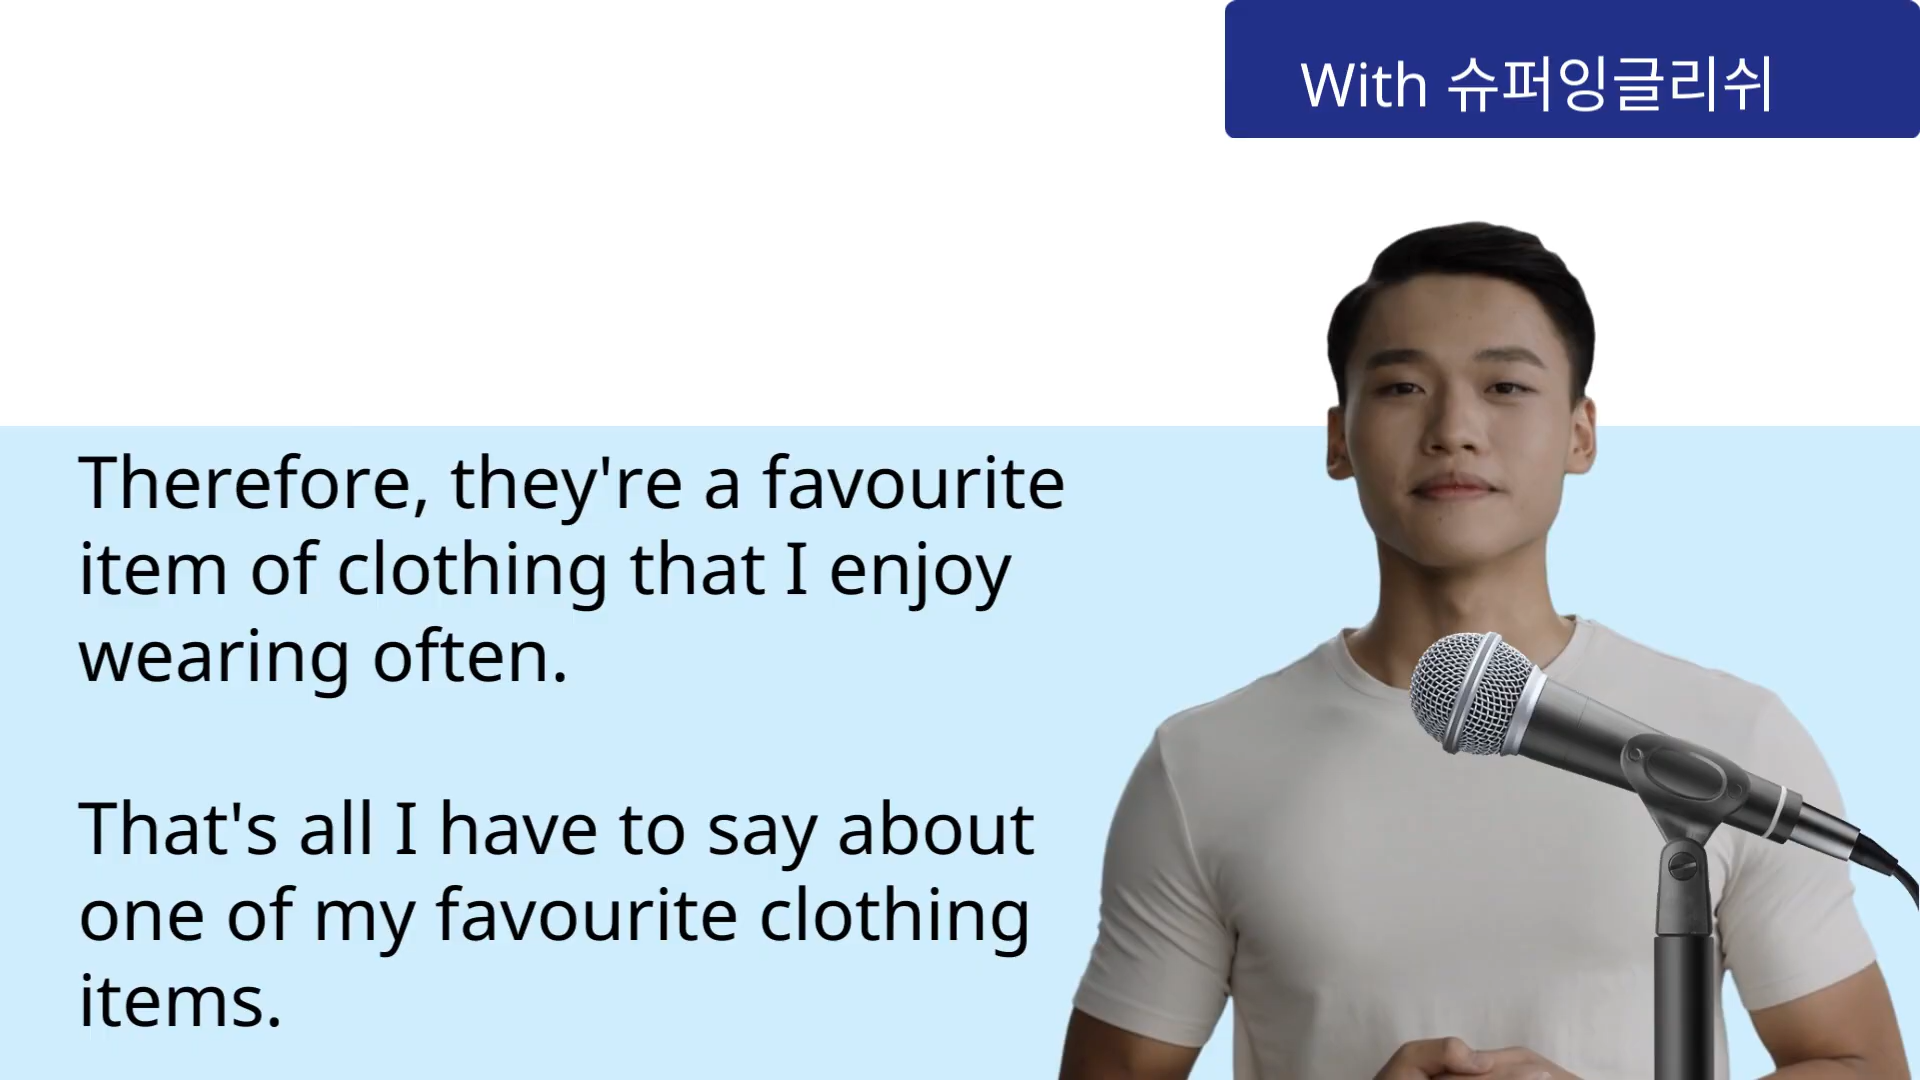 With 슈퍼잉글리쉬
Therefore, they're a favourite
item of clothing that I enjoy
wearing often.
That's all I have to say about
one of my favourite clothing
items.